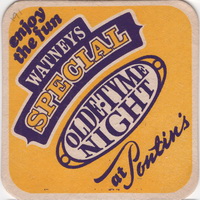 enjoy
the fun
WATNEYS
SPECIAL
OLDE-TYME
NIGHT
at Pontin's